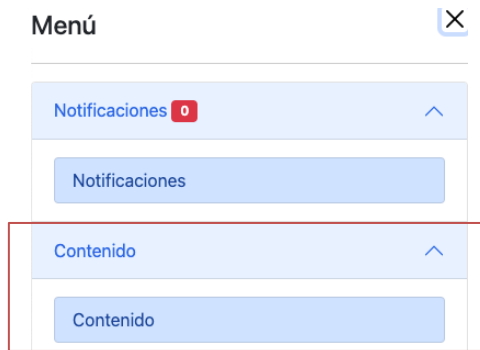 Menú
Notificaciones 0
Notificaciones
Contenido
Contenido